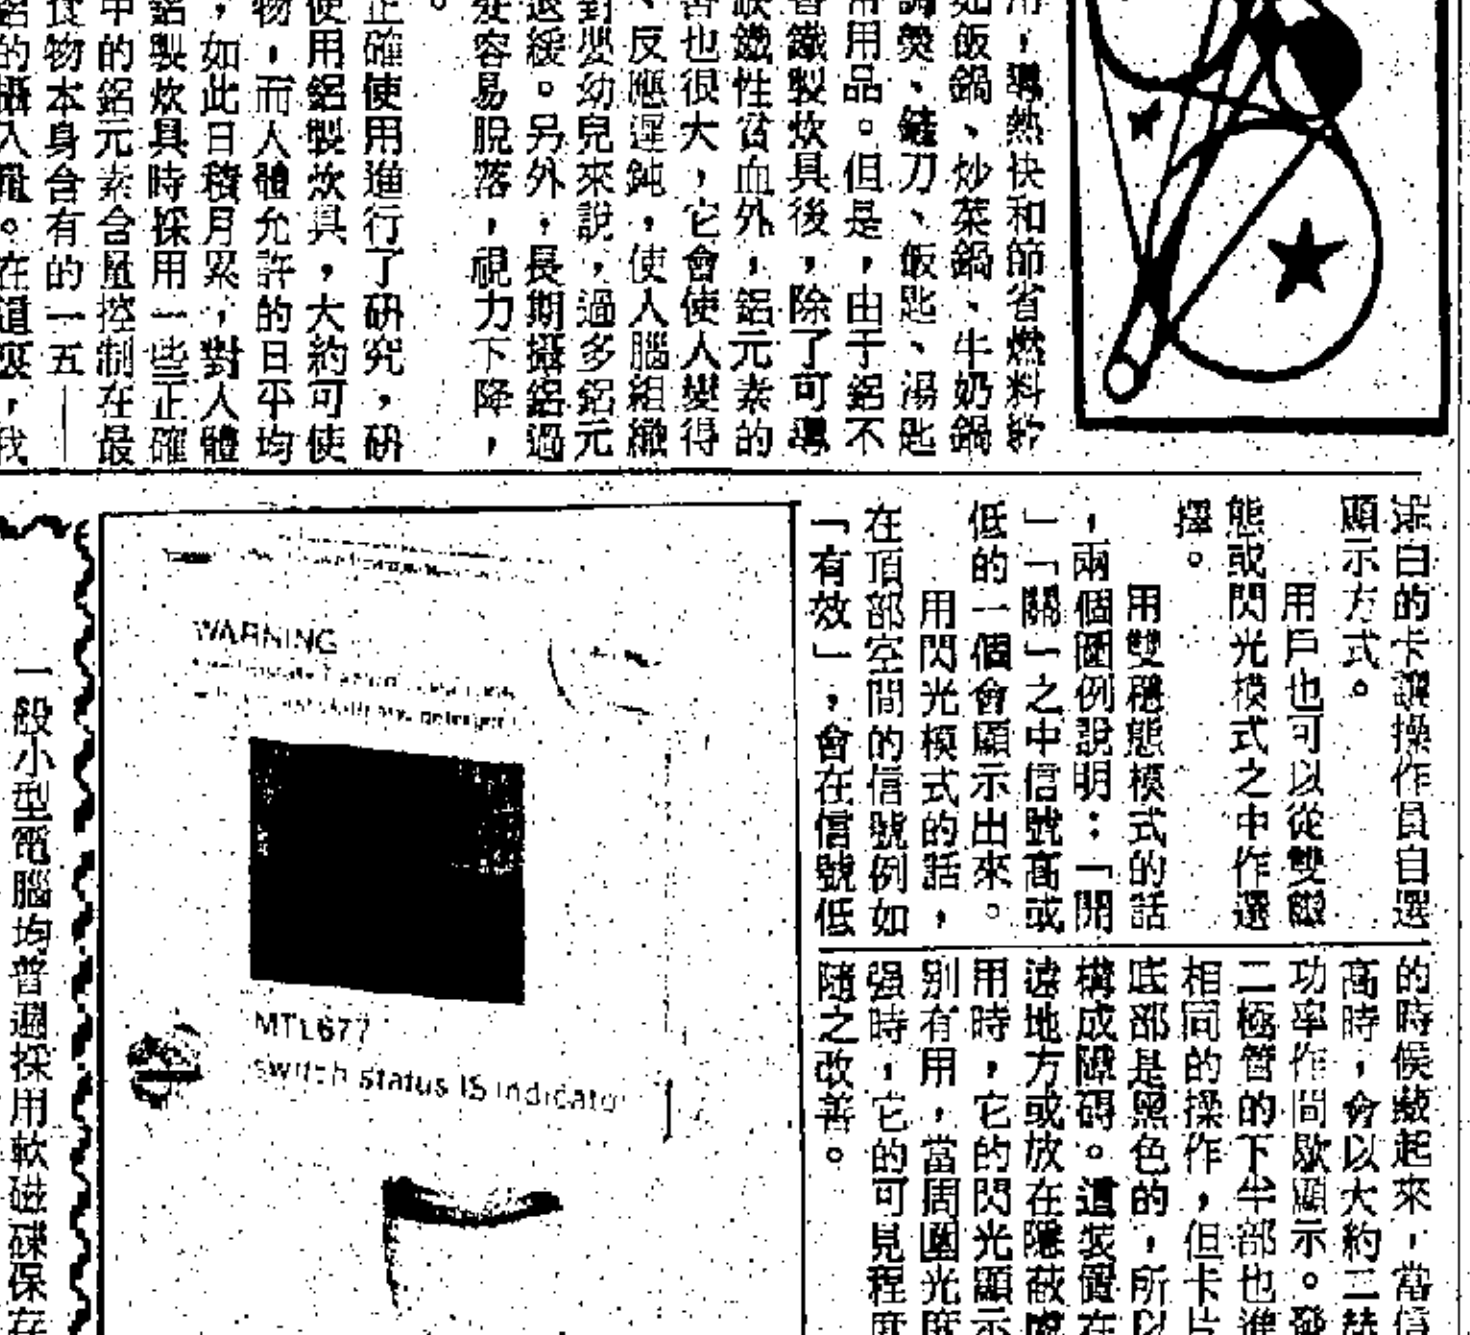 用，導熱快和節省燃料的
如飯鍋、炒菜鍋、牛奶鍋
調羹、鏟刀、飯匙、湯匙
常用品。但是，由于鋁不
鐵製炊具後，除了可導
缺鐵性貧血外，鋁元素的
害也很大，它會使人變得
、反應遲鈍，使人腦組織
對嬰幼兒來說，過多鋁元
退緩。另外，長期攝鋁過
髮容易脫落，視力下降，
。
正確使用進行了研究，研
使用鋁製炊具，大約可使
物，而人體允許的日平均
，如此日積月累，對人體
鋁製炊具時採用一些正確
中的鋁元素含量控制在最
食物本身含有的一五——
鋁的攝入量。在這裏，我
涂白的卡讓操作員自選
顯示方式。
用戶也可以從雙穩
態或閃光模式之中作選
擇。
用雙穩態模式的話
，兩個圖例說明：「開
」「關」之中信號高或
低的一個會顯示出來。
用閃光模式的話，
在頂部空間的信號例如
「有效」，會在信號低
的時候啟起來，當信
高時，會以大約二赫
功率作間歇顯示。發
二極管的下半部也進
相同的操作，但卡片
底部是黑色的，所以
構成障碍。這裝置在
遠地方或放在隱蔽處
用時，它的閃光顯示
別有用，當周圍光度
强時，它的可見程度
隨之改善。
WARNING
MTL677
switch status IS indicator
一般小型電腦均普遍採用軟磁碟保存